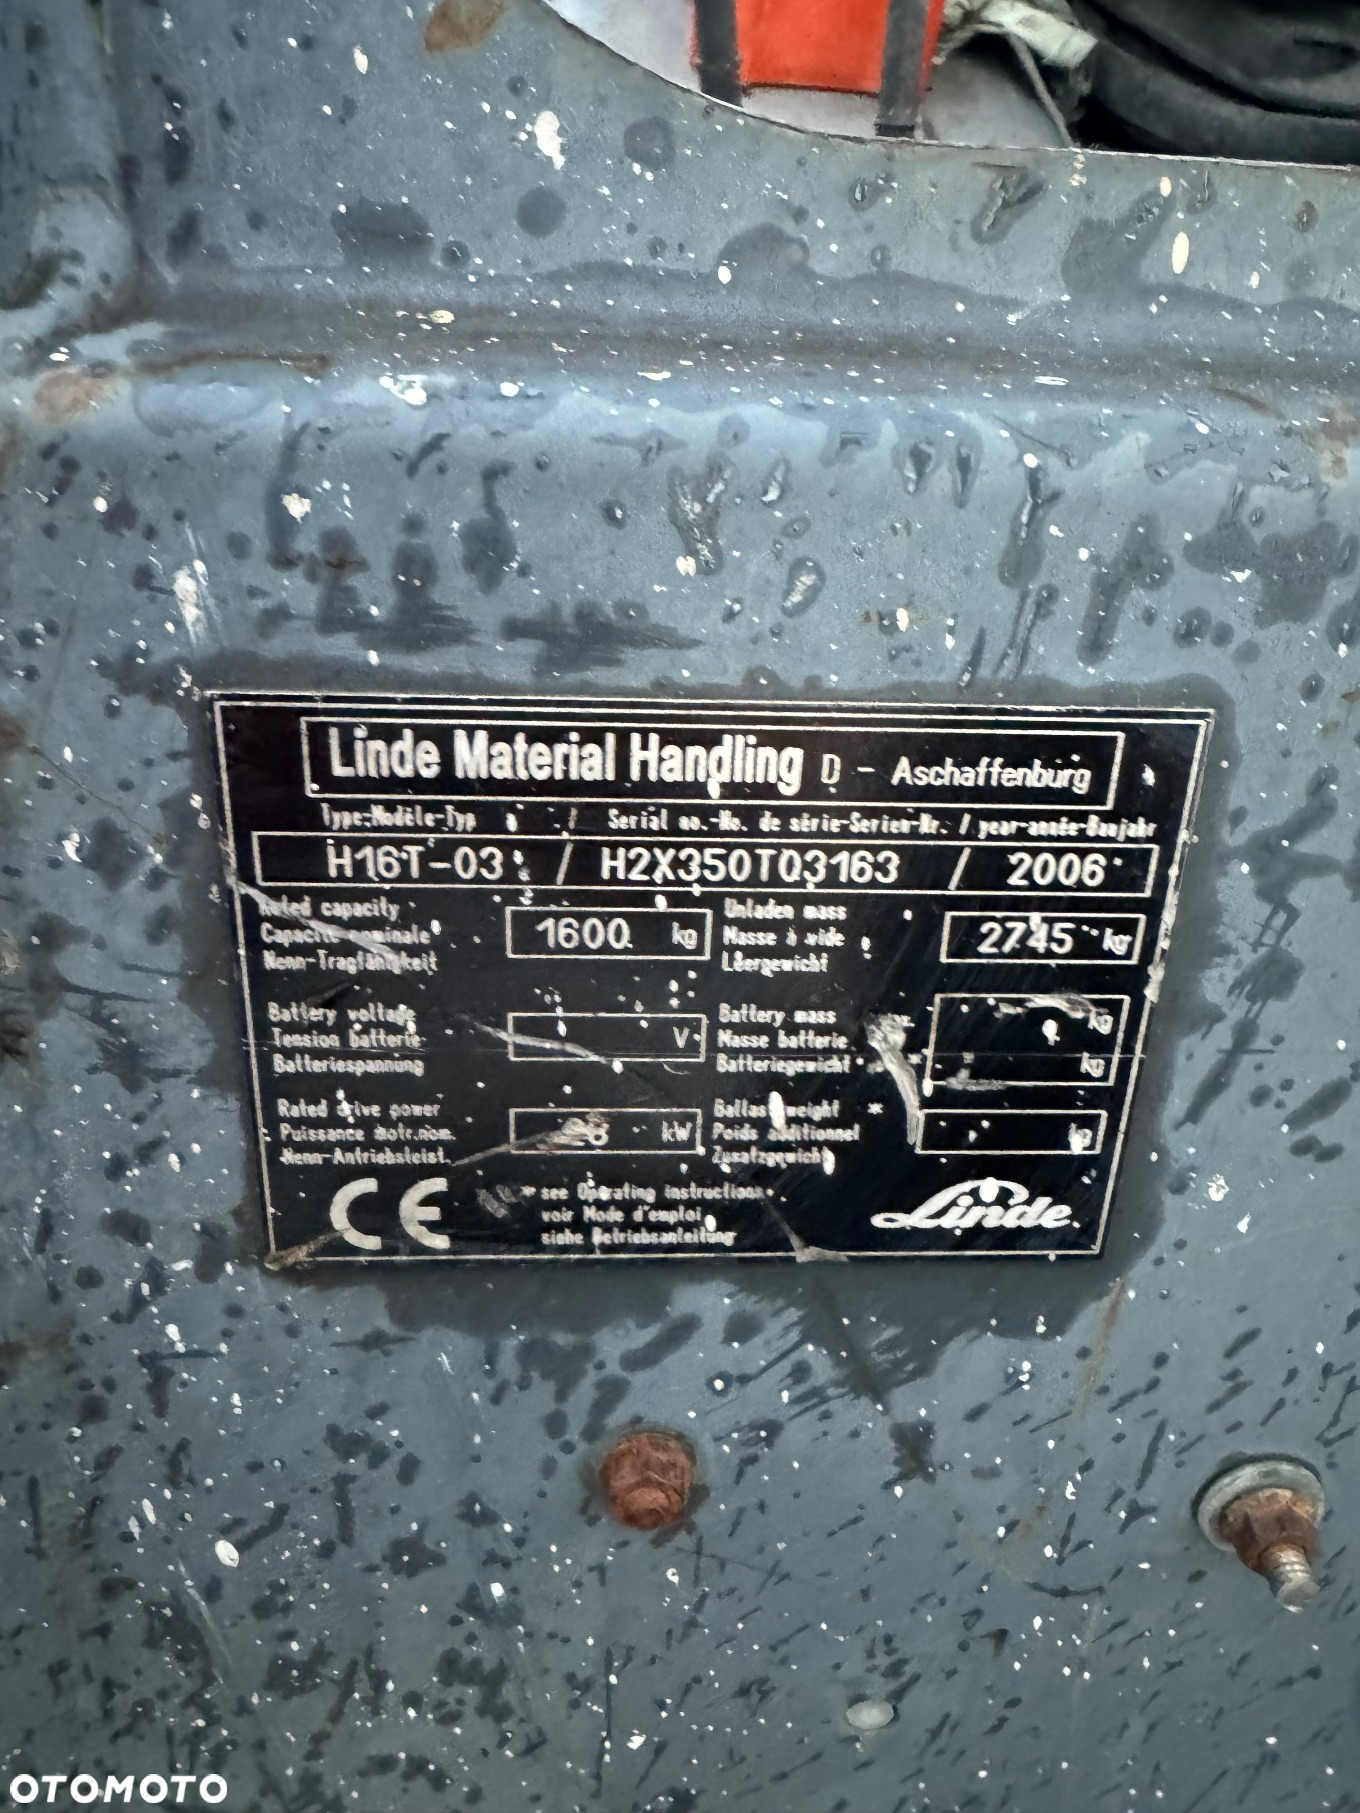 Linde Material Handling D - Aschaffenburg
Type-Modèle-Typ / Serial no.-No. de série-Serien-Nr. / year-année-Baujahr
H16T-03 / H2X350T03163 / 2006
Rated capacity
Capacité nominale
Nenn-Tragfähigkeit
1600 kg
Unladen mass
Masse à vide
Leergewicht
2745 kg
Battery voltage
Tension batterie
Batteriespannung
V
Battery mass
Masse batterie
Batteriegewicht
kg
kg
Rated drive power
Puissance motr.nom.
Nenn-Antriebsleist.
kW
Ballast weight *
Poids additionnel
Zusatzgewicht
kg
CE
* see Operating instructions
voir Mode d'emploi
siehe Betriebsanleitung
Linde
OTOMOTO